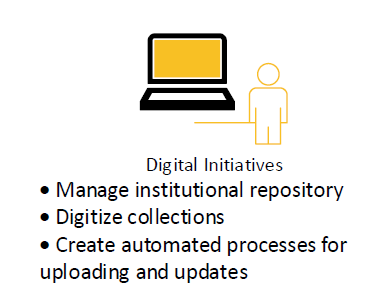 Digital Initiatives
• Manage institutional repository
• Digitize collections
• Create automated processes for
uploading and updates